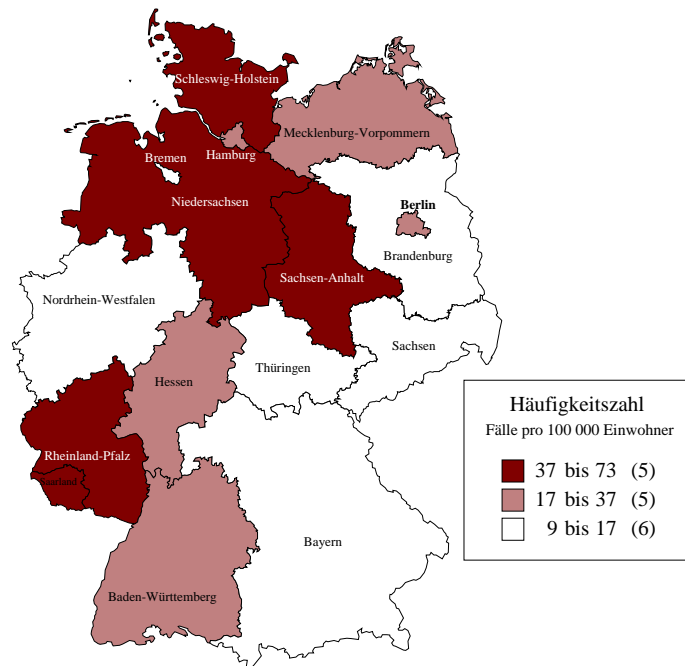 Schleswig-Holstein
Mecklenburg-Vorpommern
Hamburg
Bremen
Niedersachsen
Berlin
Brandenburg
Sachsen-Anhalt
Nordrhein-Westfalen
Sachsen
Thüringen
Hessen
Rheinland-Pfalz
Saarland
Bayern
Baden-Württemberg
Häufigkeitszahl
Fälle pro 100 000 Einwohner
37 bis 73 (5)
17 bis 37 (5)
9 bis 17 (6)